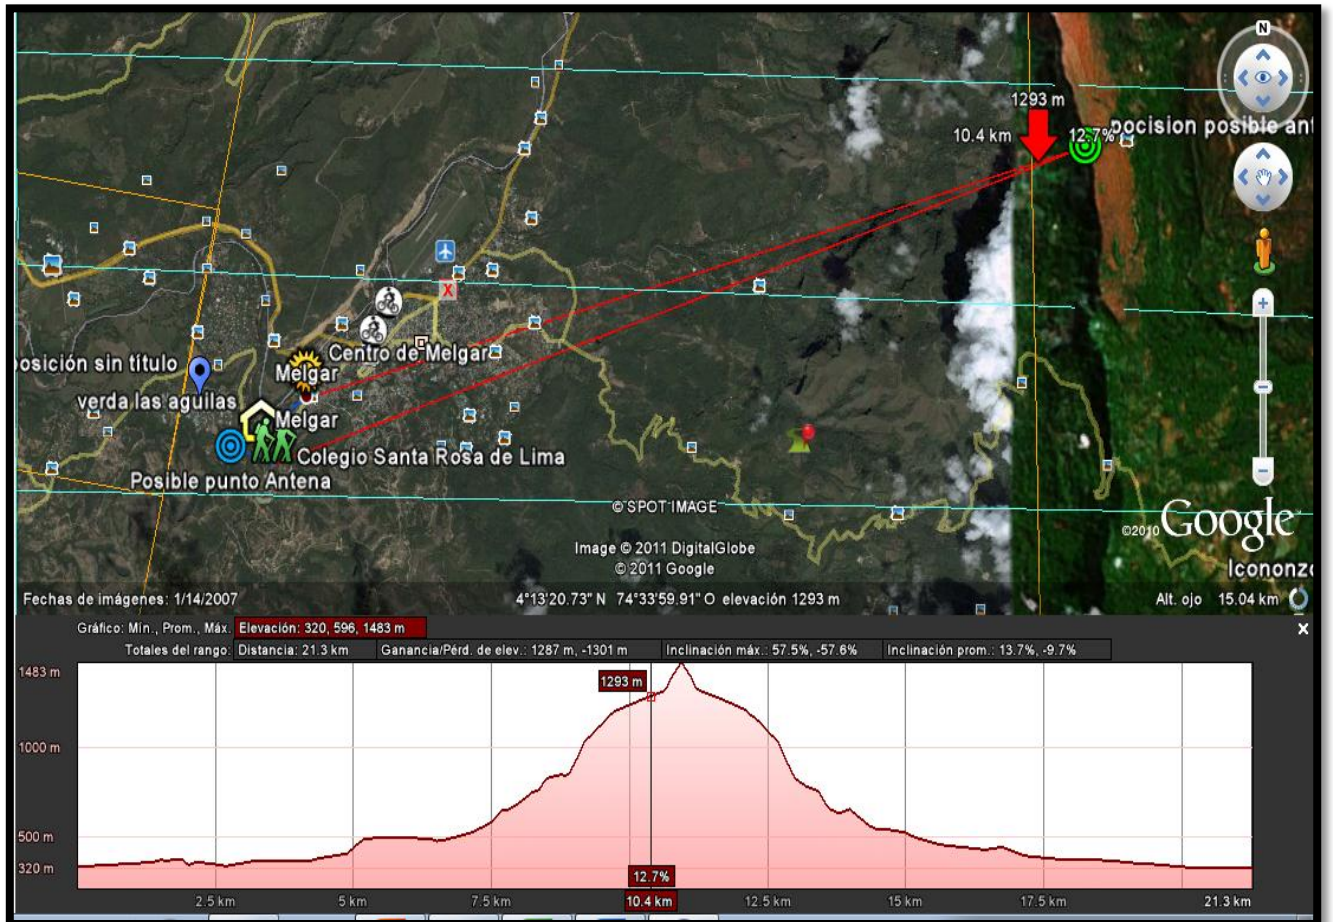 N
1293 m
10.4 km
12.7%
pocision posible ant
posición sin título
Centro de Melgar
Melgar
verda las aguilas
Melgar
Colegio Santa Rosa de Lima
Posible punto Antena
X
© SPOT IMAGE
©2010 Google
Image © 2011 DigitalGlobe
© 2011 Google
Icononzo
Fechas de imágenes: 1/14/2007
4°13'20.73" N 74°33'59.91" O elevación 1293 m
Alt. ojo 15.04 km
Gráfico: Mín., Prom., Máx. Elevación: 320, 596, 1483 m
Totales del rango: Distancia: 21.3 km Ganancia/Pérd. de elev.: 1287 m, -1301 m Inclinación máx.: 57.5%, -57.6% Inclinación prom.: 13.7%, -9.7%
1483 m
1293 m
1000 m
500 m
320 m
12.7%
2.5 km 5 km 7.5 km 10.4 km 12.5 km 15 km 17.5 km 21.3 km